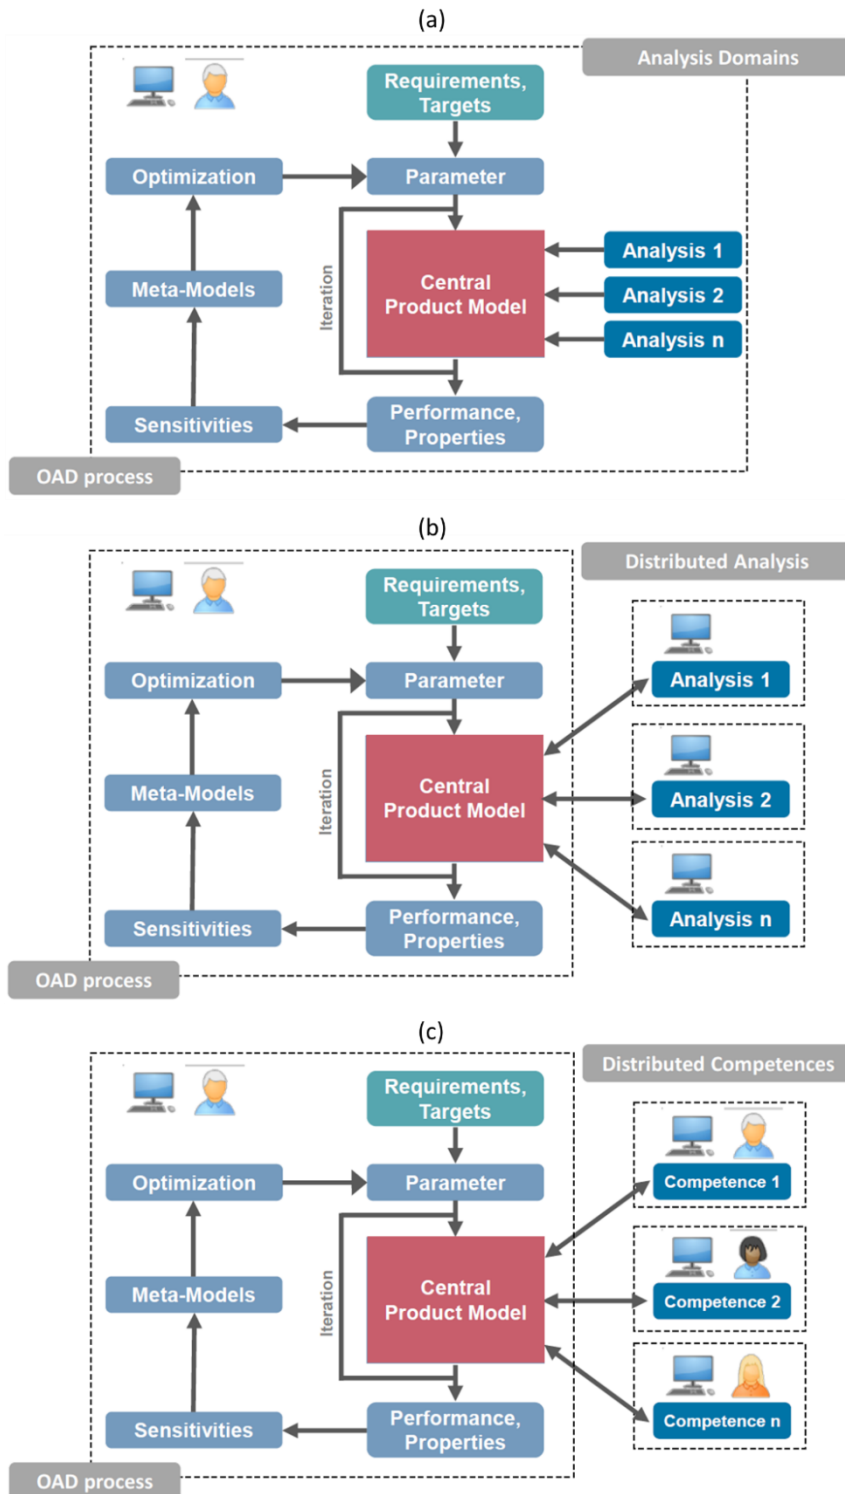 (a)
Analysis Domains
Requirements,
Targets
Optimization
Parameter
Iteration
Central
Product Model
Analysis 1
Analysis 2
Analysis n
Meta-Models
Sensitivities
Performance,
Properties
OAD process
(b)
Distributed Analysis
Requirements,
Targets
Optimization
Parameter
Analysis 1
Iteration
Central
Product Model
Analysis 2
Meta-Models
Analysis n
Sensitivities
Performance,
Properties
OAD process
(c)
Distributed Competences
Requirements,
Targets
Optimization
Parameter
Competence 1
Iteration
Central
Product Model
Competence 2
Meta-Models
Competence n
Sensitivities
Performance,
Properties
OAD process